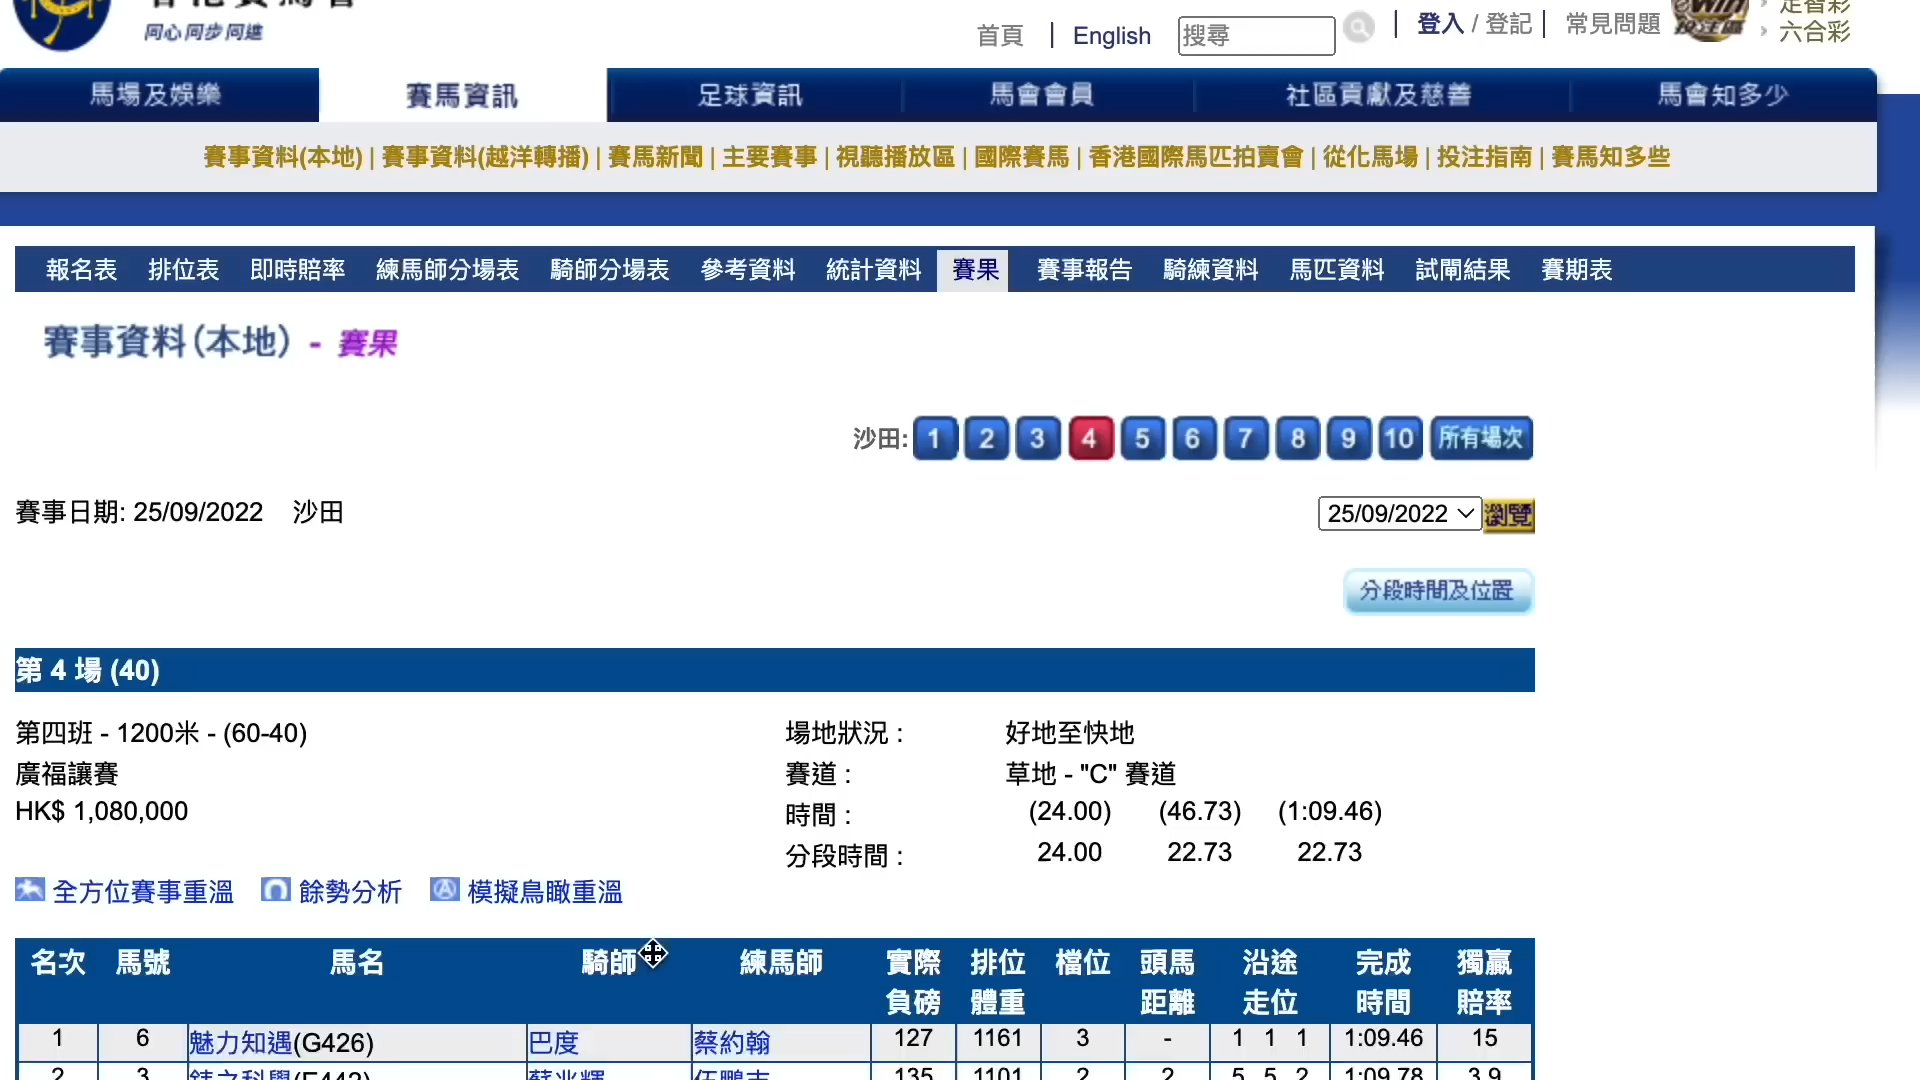 同心同步同進
首頁 | English 搜尋 | 登入 / 登記 | 常見問題
六合彩
馬場及娛樂 賽馬資訊 足球資訊 馬會會員 社區貢獻及慈善 馬會知多少
賽事資料(本地) | 賽事資料(越洋轉播) | 賽馬新聞 | 主要賽事 | 視聽播放區 | 國際賽馬 | 香港國際馬匹拍賣會 | 從化馬場 | 投注指南 | 賽馬知多些
報名表 排位表 即時賠率 練馬師分場表 騎師分場表 參考資料 統計資料 賽果 賽事報告 騎練資料 馬匹資料 試閘結果 賽期表
賽事資料(本地) - 賽果
沙田: 1 2 3 4 5 6 7 8 9 10 所有場次
賽事日期: 25/09/2022 沙田 25/09/2022 瀏覽
分段時間及位置
第 4 場 (40)
第四班 - 1200米 - (60-40) 場地狀況 : 好地至快地
廣福讓賽 賽道 : 草地 - "C" 賽道
HK$ 1,080,000 時間 : (24.00) (46.73) (1:09.46)
分段時間 : 24.00 22.73 22.73
全方位賽事重溫 餘勢分析 模擬鳥瞰重溫
名次 馬號 馬名 騎師 練馬師 實際負磅 排位體重 檔位 頭馬距離 沿途走位 完成時間 獨贏賠率
1 6 魅力知遇(G426) 巴度 蔡約翰 127 1161 3 - 1 1 1 1:09.46 15
2 3 135 1101 2 2 5 5 2 1:09.78 3.9